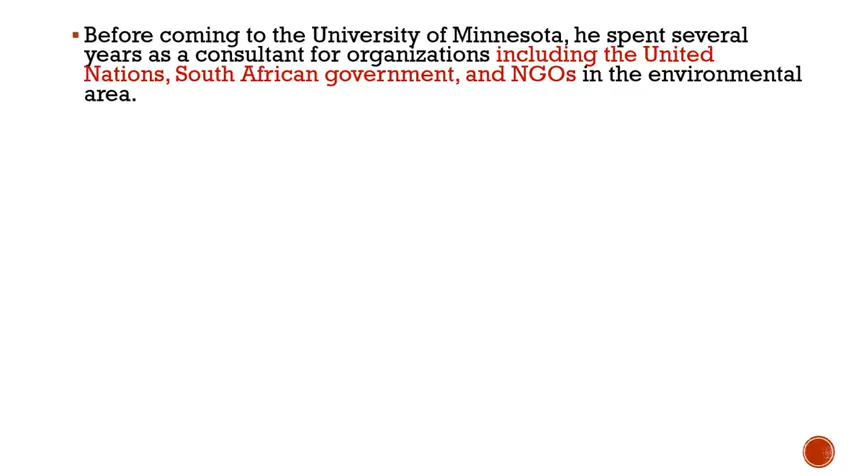 Before coming to the University of Minnesota, he spent several
years as a consultant for organizations including the United
Nations, South African government, and NGOs in the environmental
area.